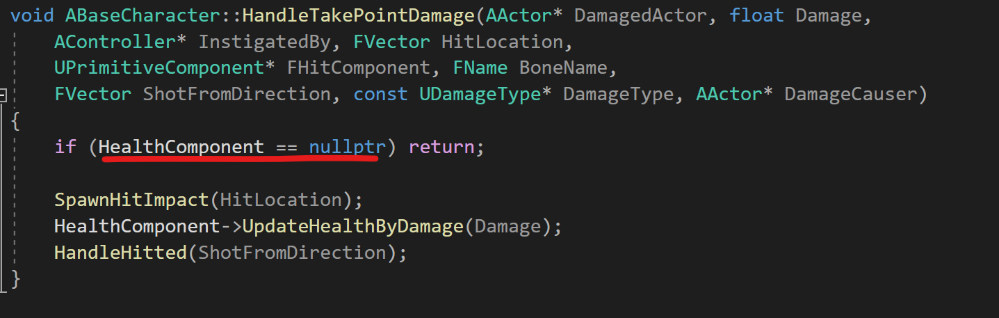 void ABaseCharacter::HandleTakePointDamage(AActor* DamagedActor, float Damage,
AController* InstigatedBy, FVector HitLocation,
UPrimitiveComponent* FHitComponent, FName BoneName,
FVector ShotFromDirection, const UDamageType* DamageType, AActor* DamageCauser)
{
if (HealthComponent == nullptr) return;
SpawnHitImpact(HitLocation);
HealthComponent->UpdateHealthByDamage(Damage);
HandleHitted(ShotFromDirection);
}